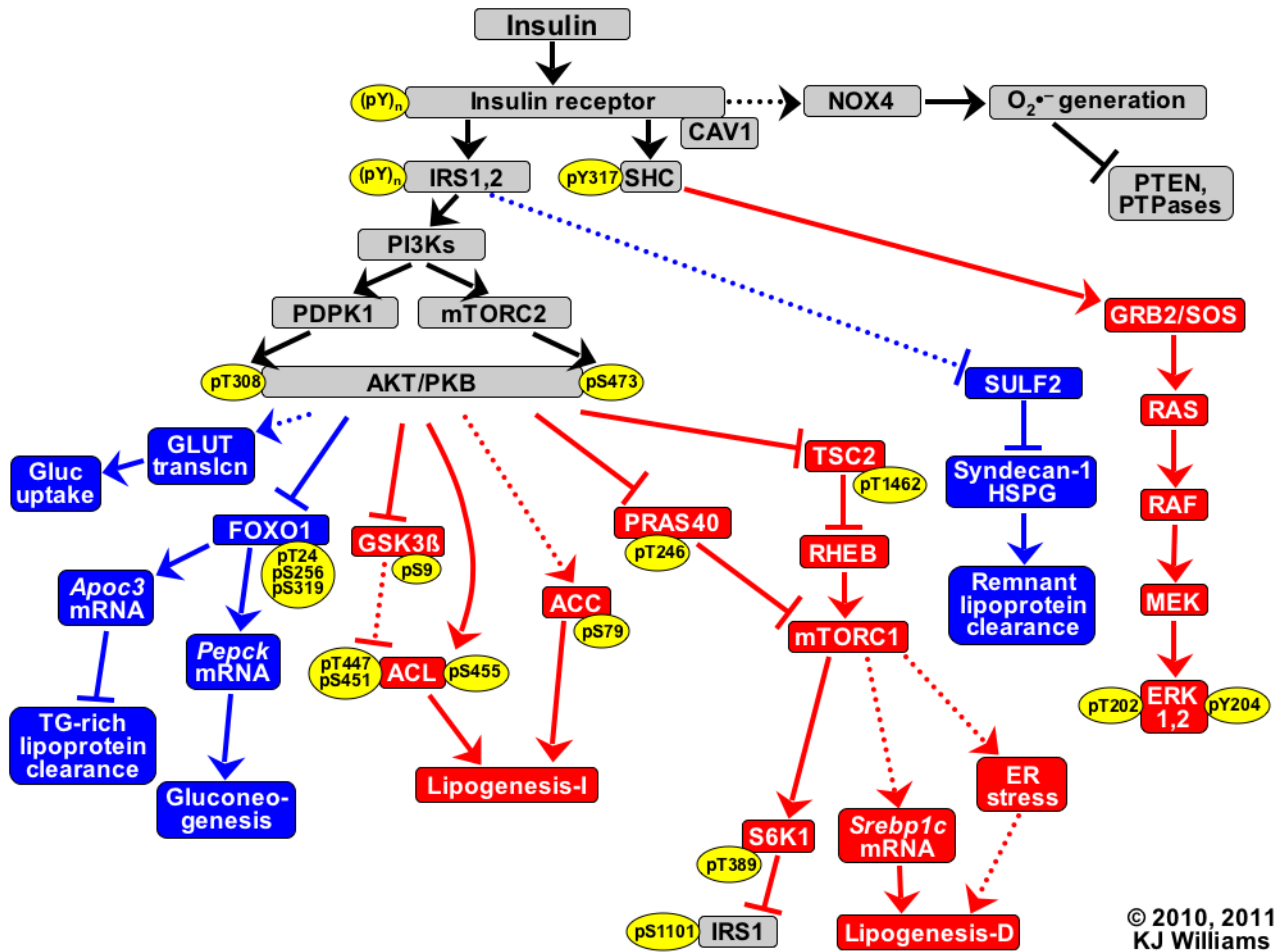 Insulin
(pY)n
Insulin receptor
NOX4
O2•– generation
CAV1
(pY)n
IRS1,2
pY317
SHC
PTEN,
PTPases
PI3Ks
PDPK1
mTORC2
GRB2/SOS
pT308
AKT/PKB
pS473
SULF2
RAS
GLUT
translcn
Gluc
uptake
TSC2
pT1462
Syndecan-1
HSPG
RAF
FOXO1
pT24
pS256
pS319
GSK3ß
pS9
PRAS40
pT246
RHEB
Apoc3
mRNA
ACC
pS79
mTORC1
Remnant
lipoprotein
clearance
MEK
Pepck
mRNA
pT447
pS451
ACL
pS455
pT202
ERK
1,2
pY204
TG-rich
lipoprotein
clearance
Lipogenesis-I
ER
stress
Gluconeo-
genesis
S6K1
pT389
Srebp1c
mRNA
pS1101
IRS1
Lipogenesis-D
© 2010, 2011
KJ Williams